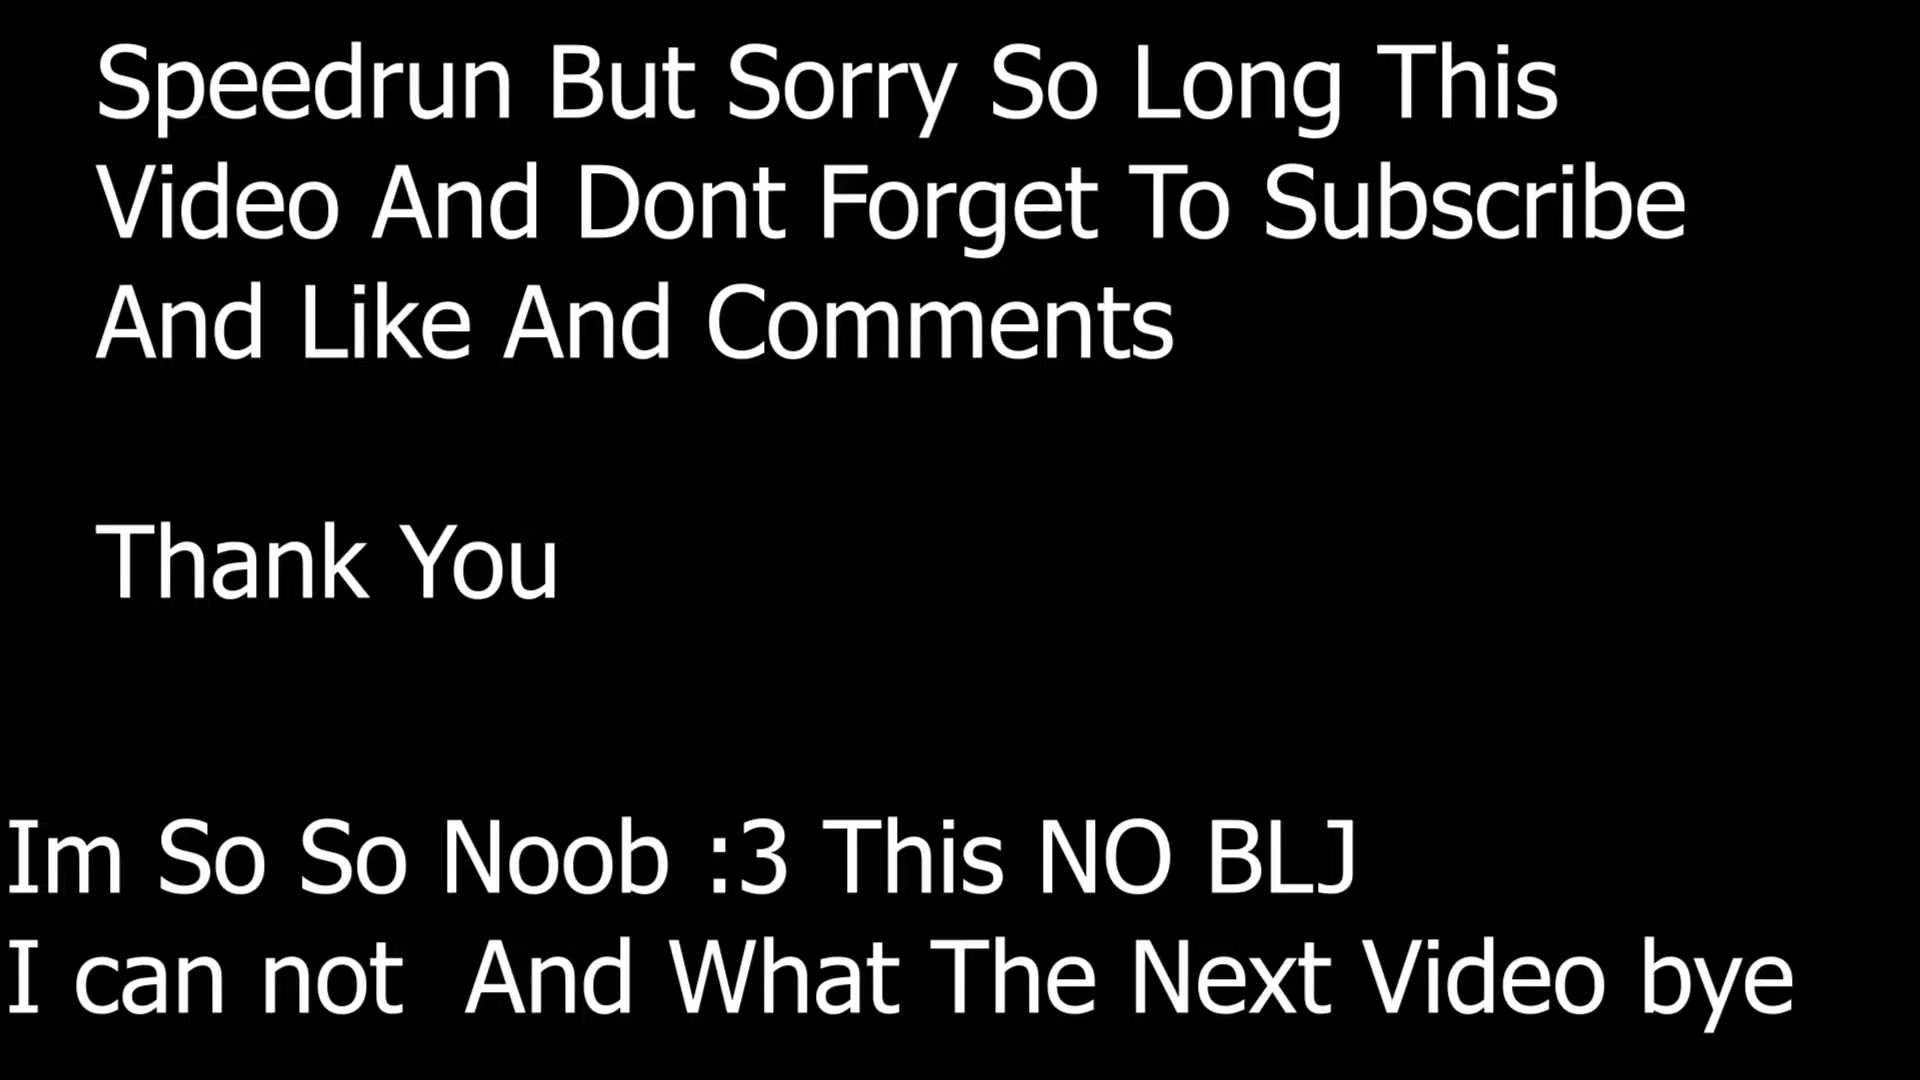 Speedrun But Sorry So Long This
Video And Dont Forget To Subscribe
And Like And Comments
Thank You
Im So So Noob :3 This NO BLJ
I can not  And What The Next Video bye